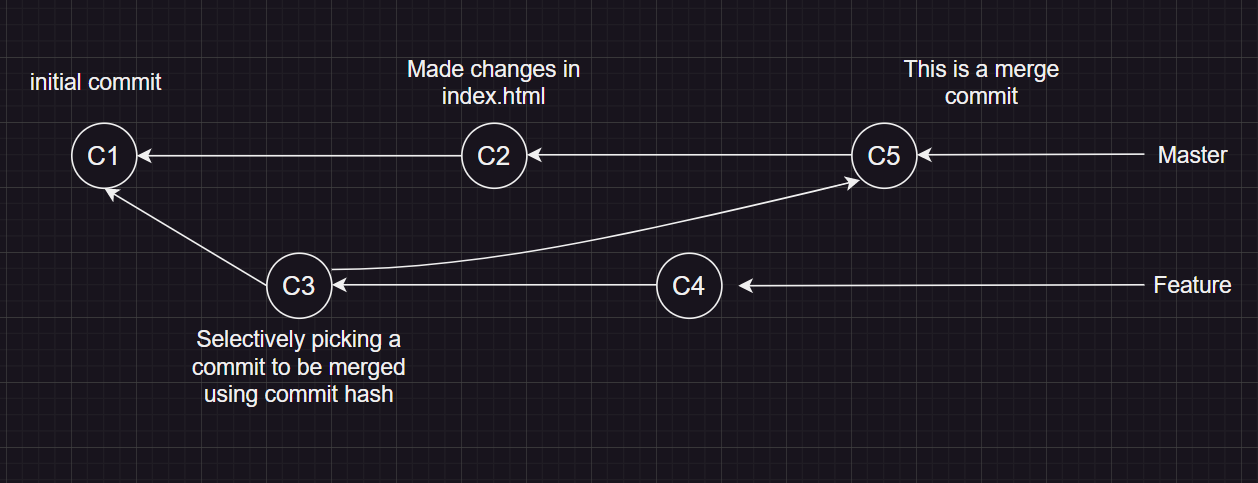 initial commit
Made changes in
index.html
This is a merge
commit
C1
C2
C5
Master
C3
C4
Feature
Selectively picking a
commit to be merged
using commit hash